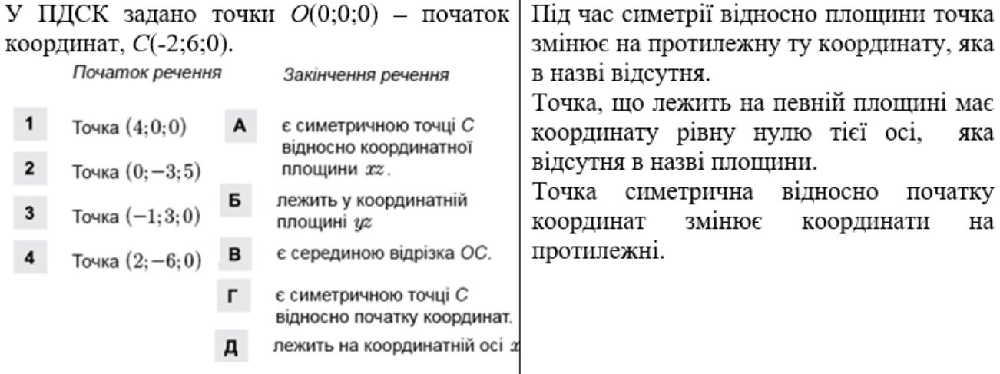 У ПДСК задано точки O(0;0;0) – початок
координат, C(-2;6;0).
Початок речення
Закінчення речення
1 Точка (4;0;0)
2 Точка (0;−3;5)
3 Точка (−1;3;0)
4 Точка (2;−6;0)
А є симетричною точці C
відносно координатної
площини xz.
Б лежить у координатній
площині yz
В є серединою відрізка OC.
Г є симетричною точці C
відносно початку координат.
Д лежить на координатній осі x
Під час симетрії відносно площини точка
змінює на протилежну ту координату, яка
в назві відсутня.
Точка, що лежить на певній площині має
координату рівну нулю тієї осі, яка
відсутня в назві площини.
Точка симетрична відносно початку
координат змінює координати на
протилежні.